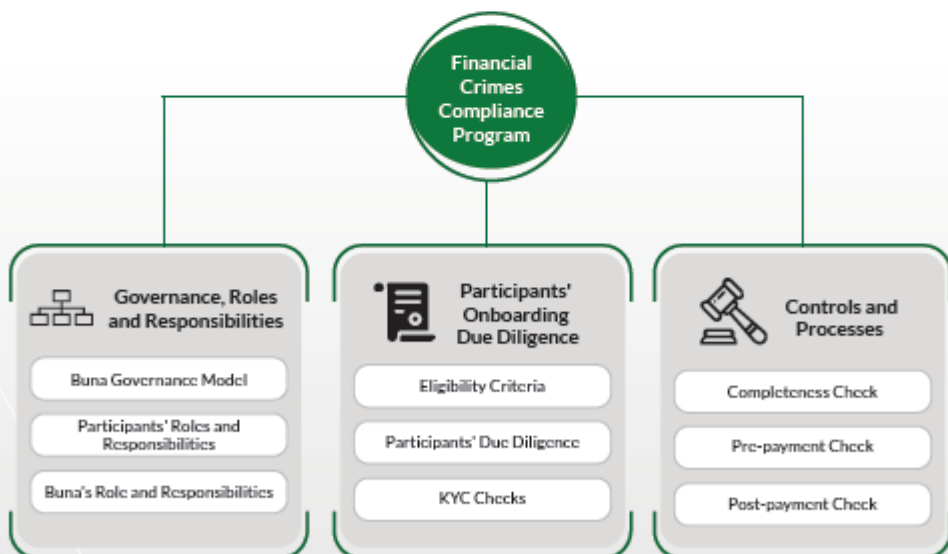 Financial
Crimes
Compliance
Program
Governance, Roles
and Responsibilities
Buna Governance Model
Participants' Roles and
Responsibilities
Buna's Role and Responsibilities
Participants'
Onboarding
Due Diligence
Eligibility Criteria
Participants' Due Diligence
KYC Checks
Controls and
Processes
Completeness Check
Pre-payment Check
Post-payment Check